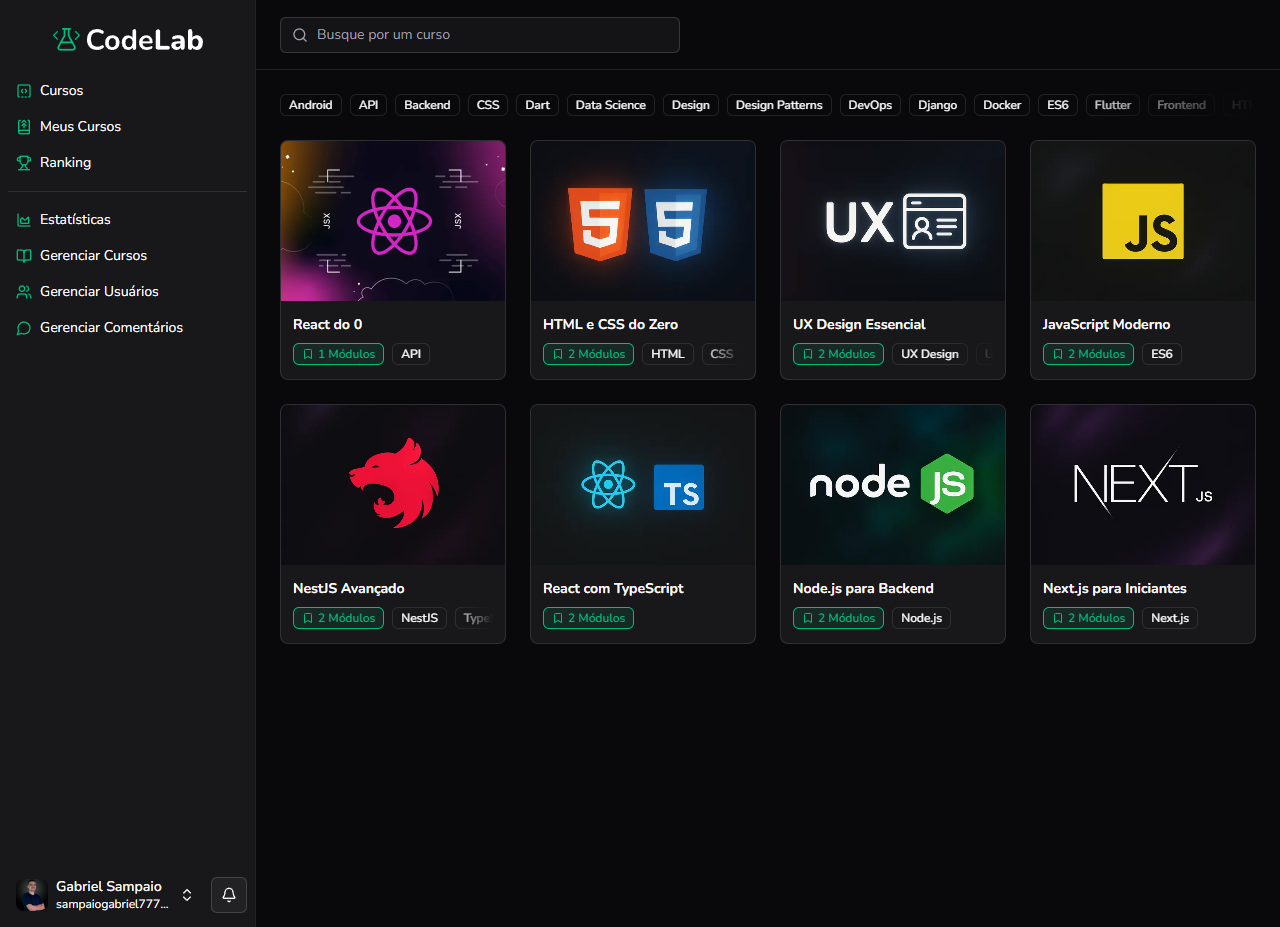 CodeLab
Busque por um curso
Cursos
Meus Cursos
Ranking
Estatísticas
Gerenciar Cursos
Gerenciar Usuários
Gerenciar Comentários
Android API Backend CSS Dart Data Science Design Design Patterns DevOps Django Docker ES6 Flutter Frontend
JSX JSX
React do 0
1 Módulos API
HTML e CSS do Zero
2 Módulos HTML CSS
UX
UX Design Essencial
2 Módulos UX Design
JS
JavaScript Moderno
2 Módulos ES6
NestJS Avançado
2 Módulos NestJS Type
TS
React com TypeScript
2 Módulos
node JS
Node.js para Backend
2 Módulos Node.js
NEXT.JS
Next.js para Iniciantes
2 Módulos Next.js
Gabriel Sampaio
sampaiogabriel777...